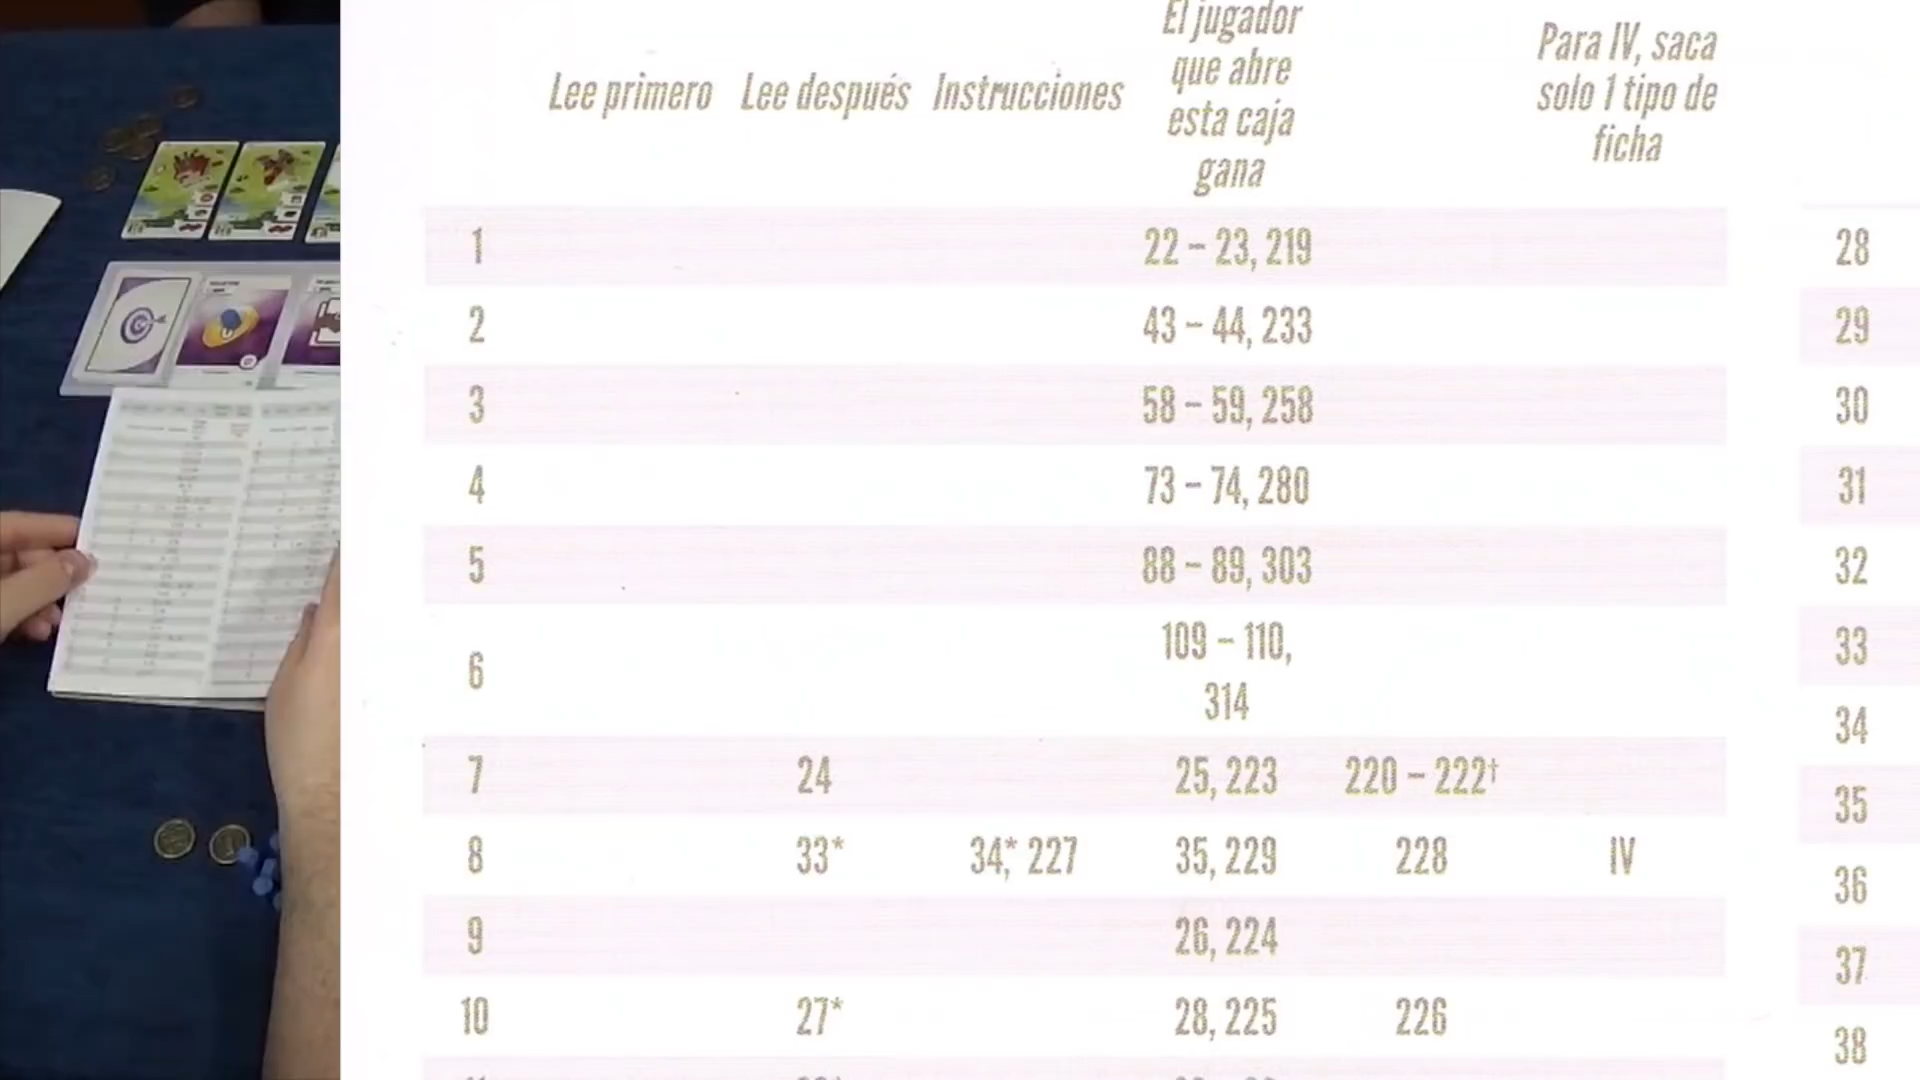 El jugador
que abre
esta caja
gana
Para IV, saca
solo 1 tipo de
ficha
Lee primero Lee después Instrucciones
1 22 – 23, 219 28
2 43 – 44, 233 29
3 58 – 59, 258 30
4 73 – 74, 280 31
5 88 – 89, 303 32
6 109 – 110, 33
314 34
7 24 25, 223 220 – 222† 35
8 33* 34,* 227 35, 229 228 IV 36
9 26, 224 37
10 27* 28, 225 226 38